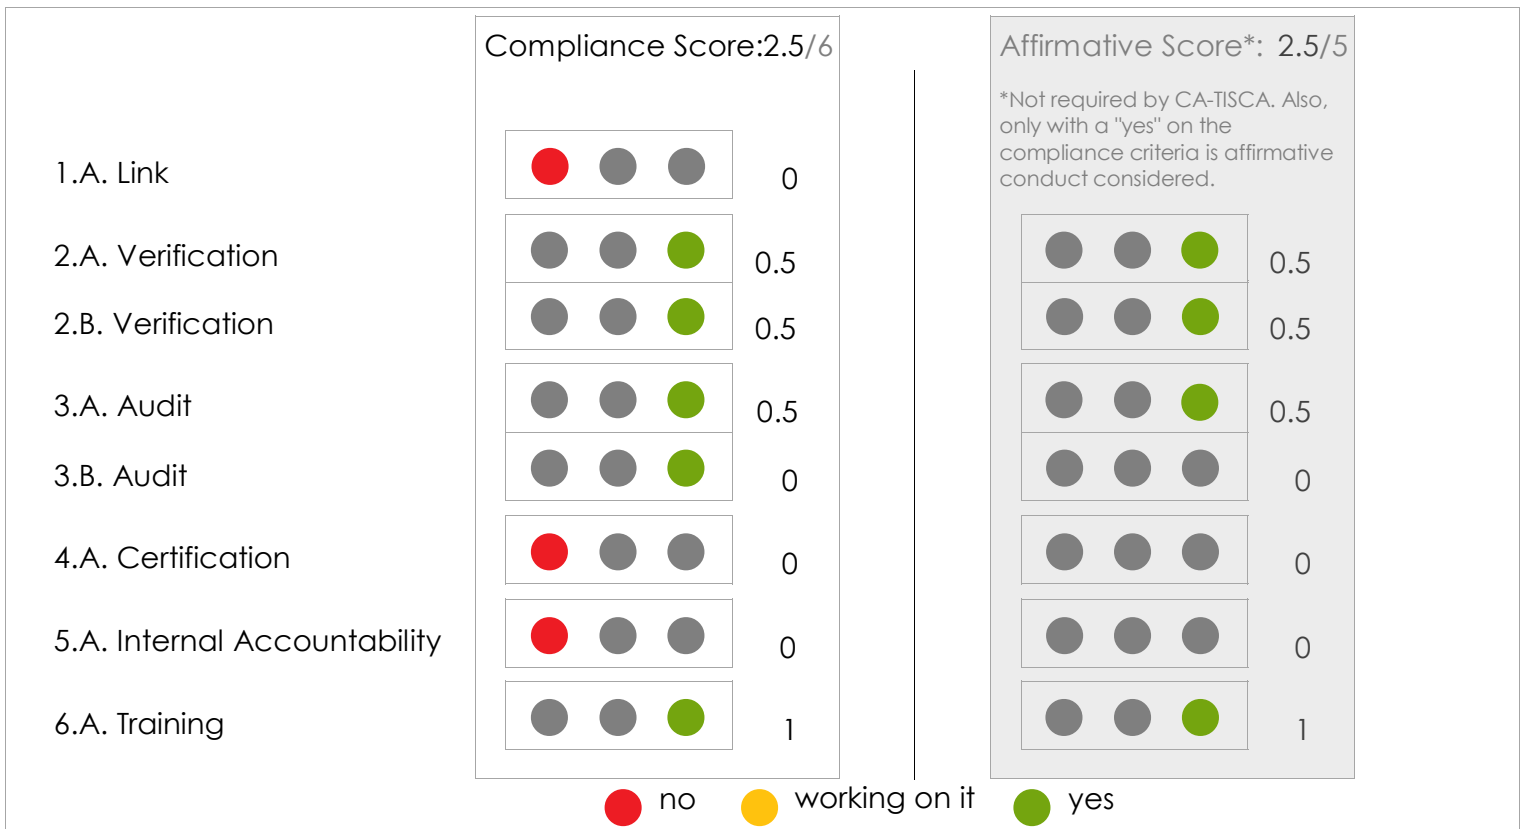 Compliance Score:2.5/6
Affirmative Score*: 2.5/5
*Not required by CA-TISCA. Also,
only with a "yes" on the
compliance criteria is affirmative
conduct considered.
1.A. Link 0
2.A. Verification 0.5 0.5
2.B. Verification 0.5 0.5
3.A. Audit 0.5 0.5
3.B. Audit 0 0
4.A. Certification 0 0
5.A. Internal Accountability 0 0
6.A. Training 1 1
no working on it yes